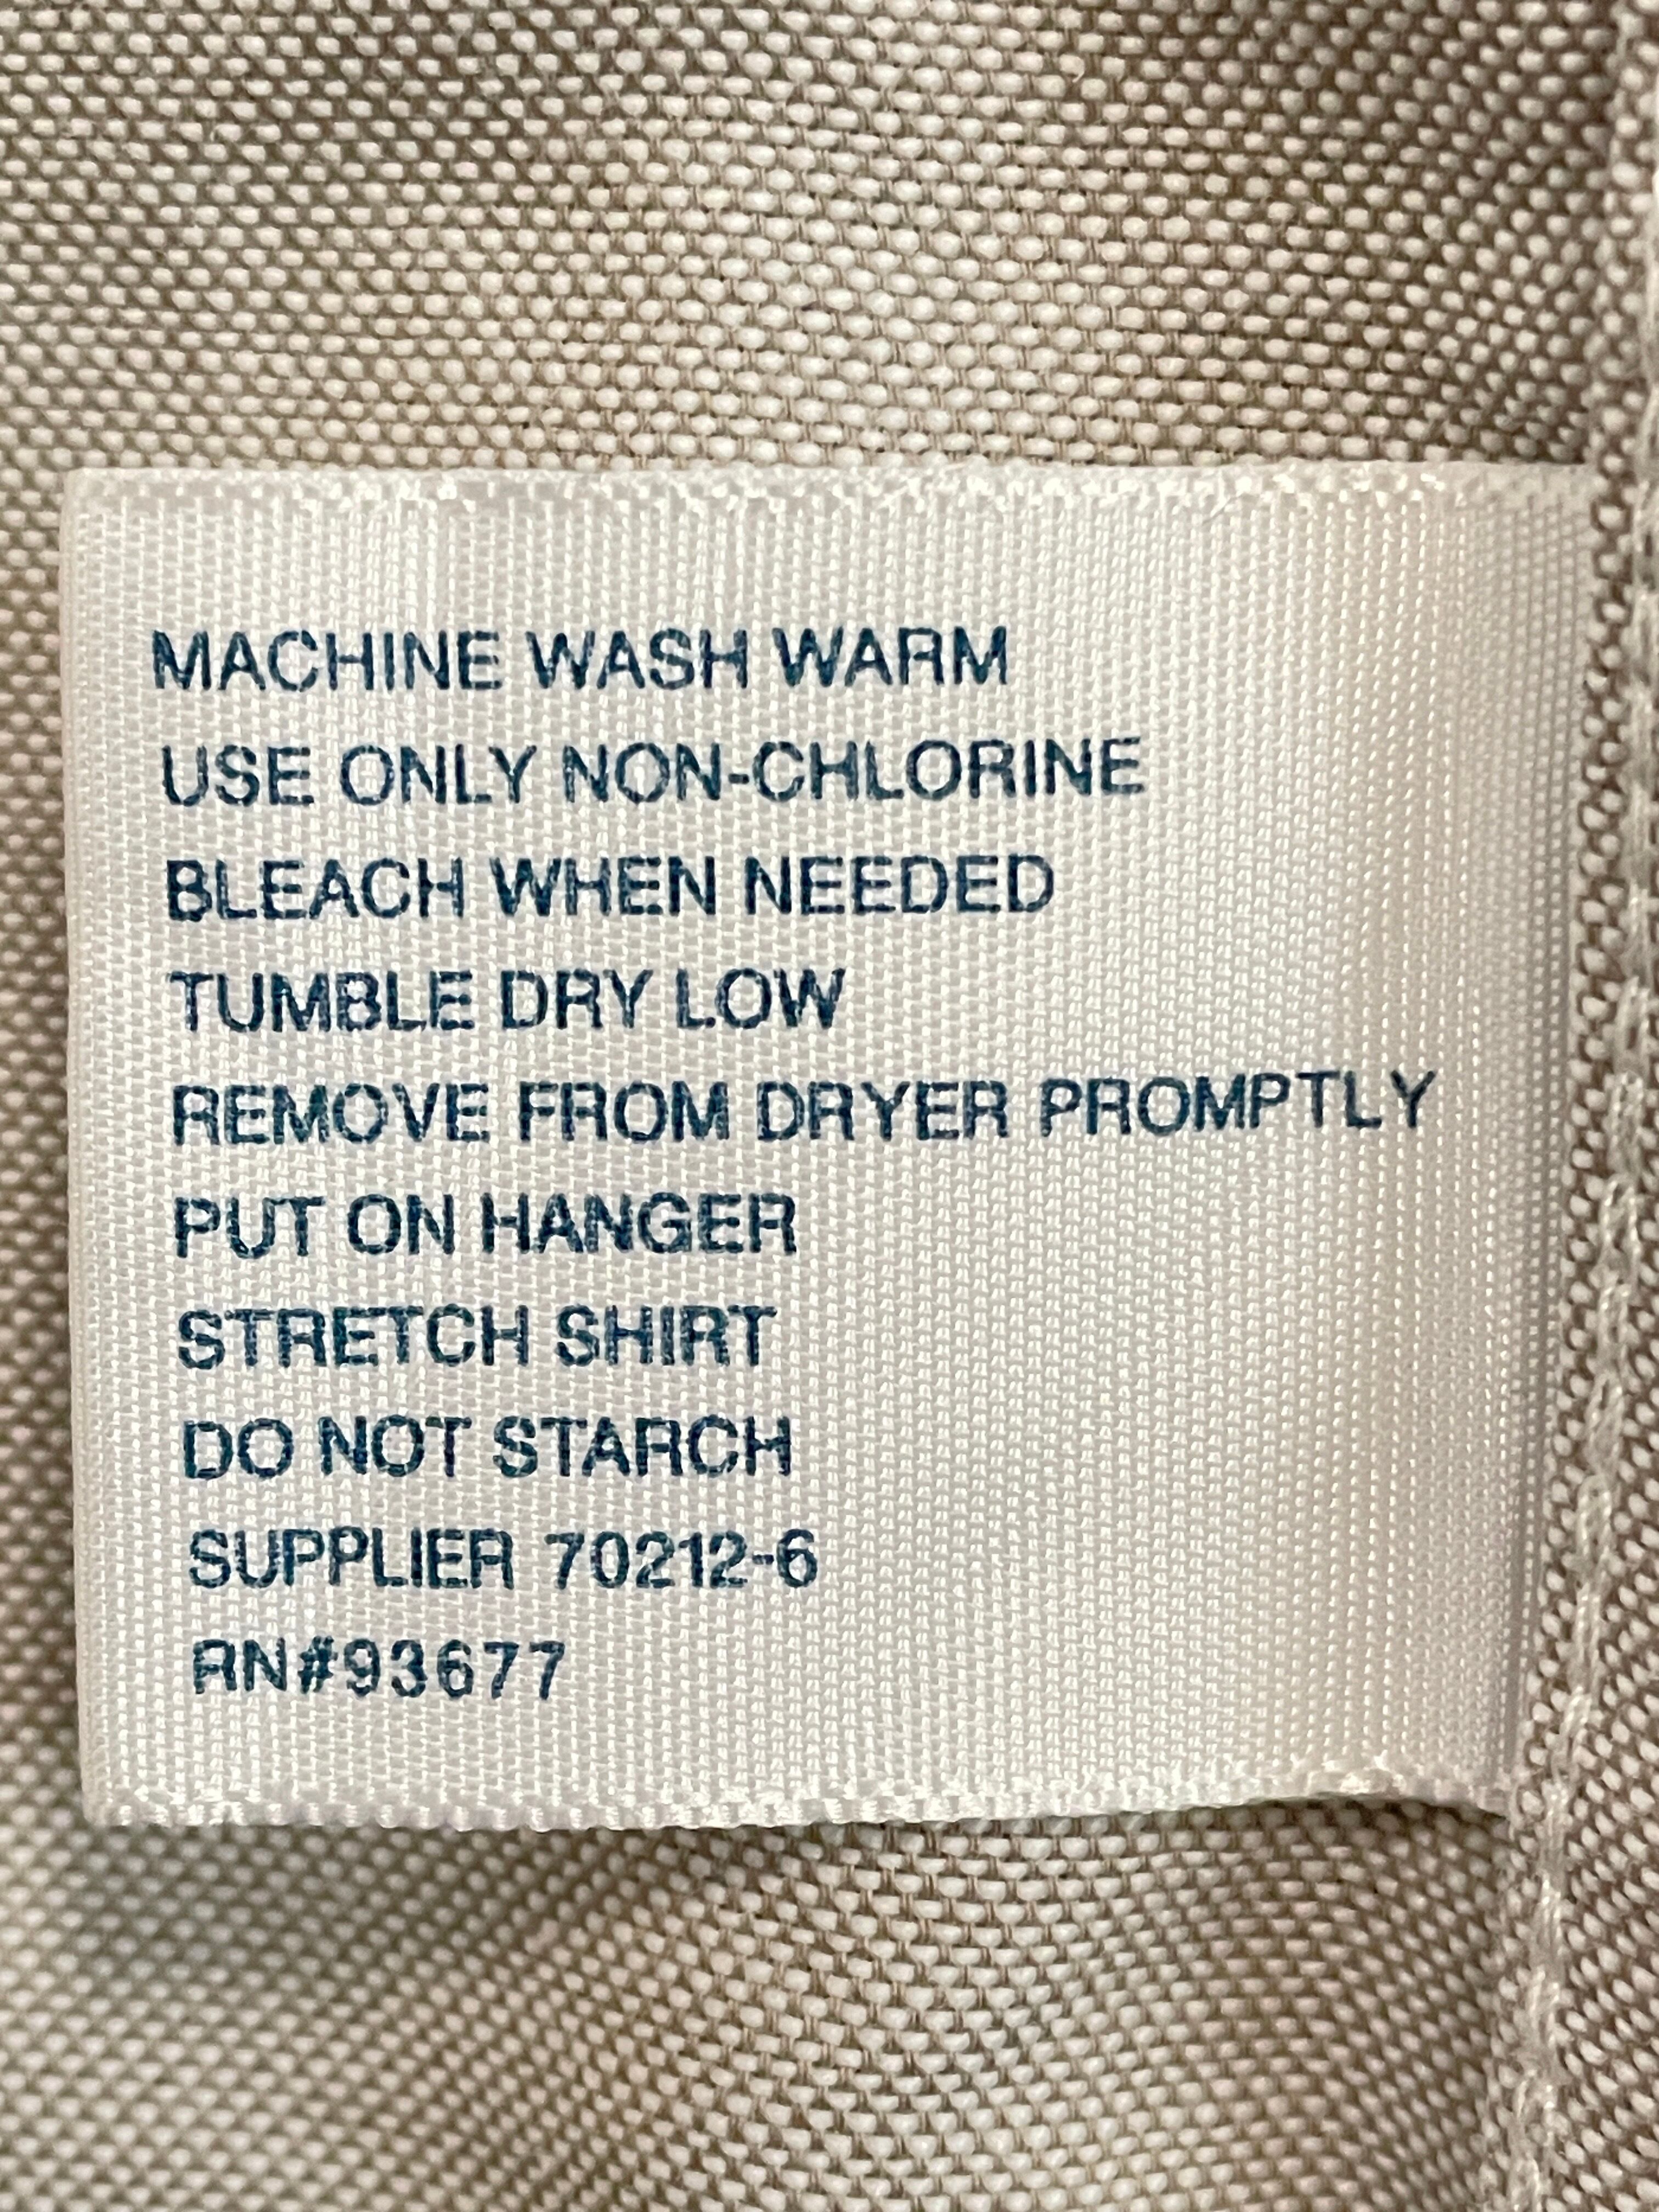 MACHINE WASH WARM
USE ONLY NON-CHLORINE
BLEACH WHEN NEEDED
TUMBLE DRY LOW
REMOVE FROM DRYER PROMPTLY
PUT ON HANGER
STRETCH SHIRT
DO NOT STARCH
SUPPLIER 70212-6
RN#93677